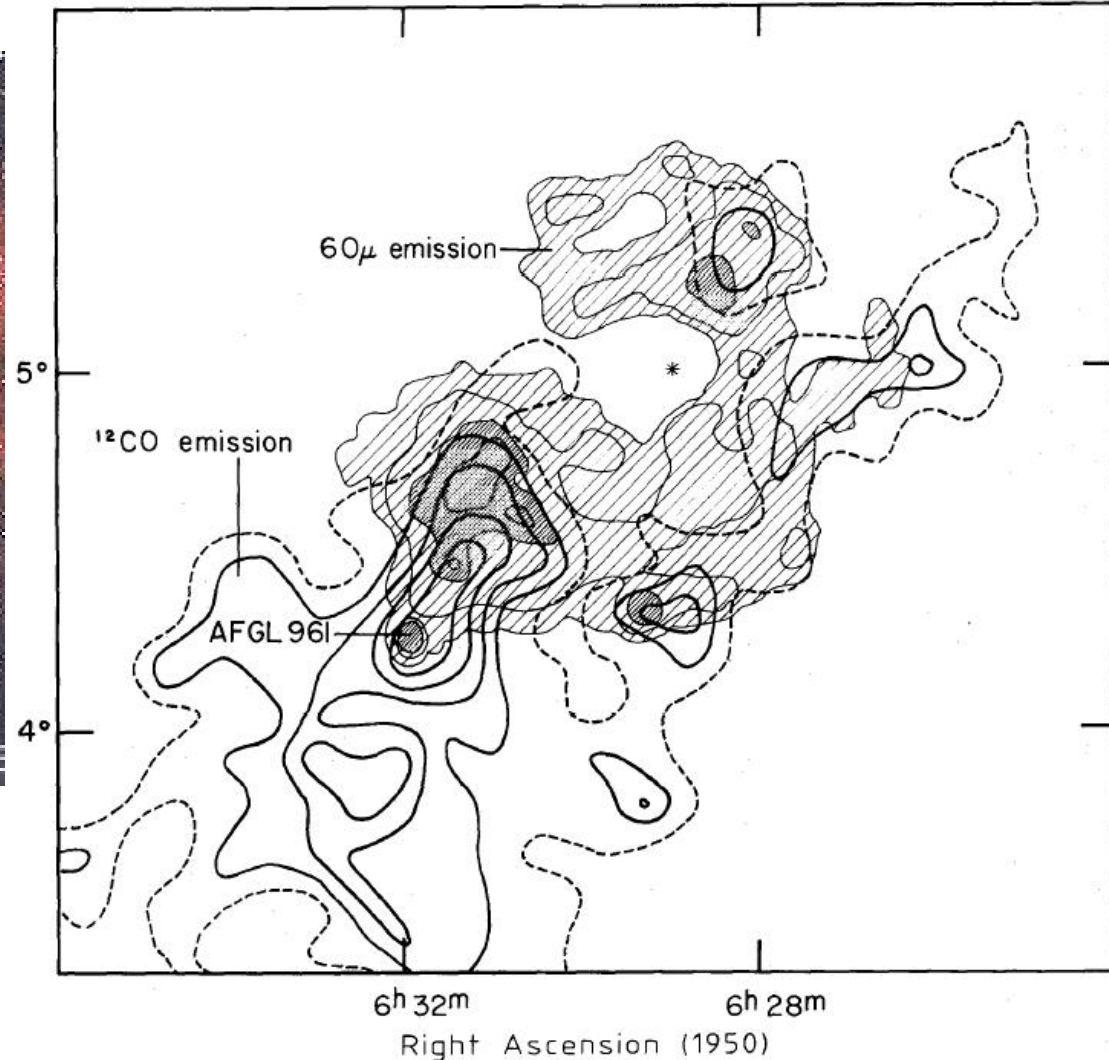 60μ emission
5°
*
¹²CO emission
AFGL 961
4°
6ʰ 32ᵐ
6ʰ 28ᵐ
Right Ascension (1950)